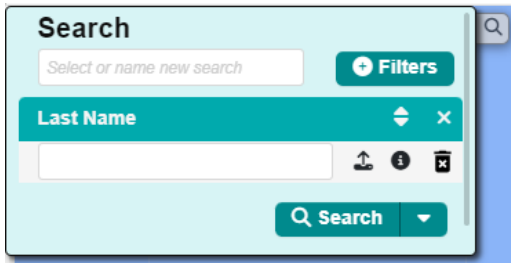 Search
Select or name new search
Filters
Last Name
Search